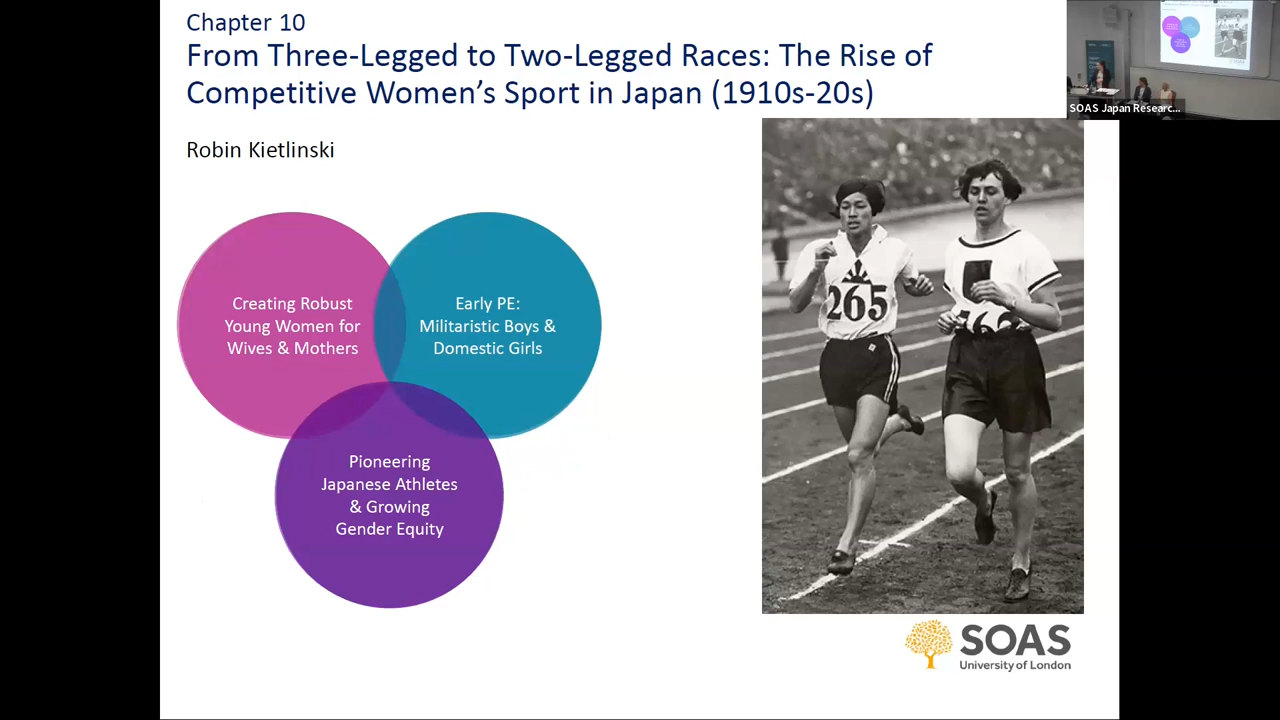 Chapter 10
From Three-Legged to Two-Legged Races: The Rise of
Competitive Women's Sport in Japan (1910s-20s)
Robin Kietlinski
Creating Robust
Young Women for
Wives & Mothers
Early PE:
Militaristic Boys &
Domestic Girls
Pioneering
Japanese Athletes
& Growing
Gender Equity
265
SOAS
University of London
SOAS Japan Researc...